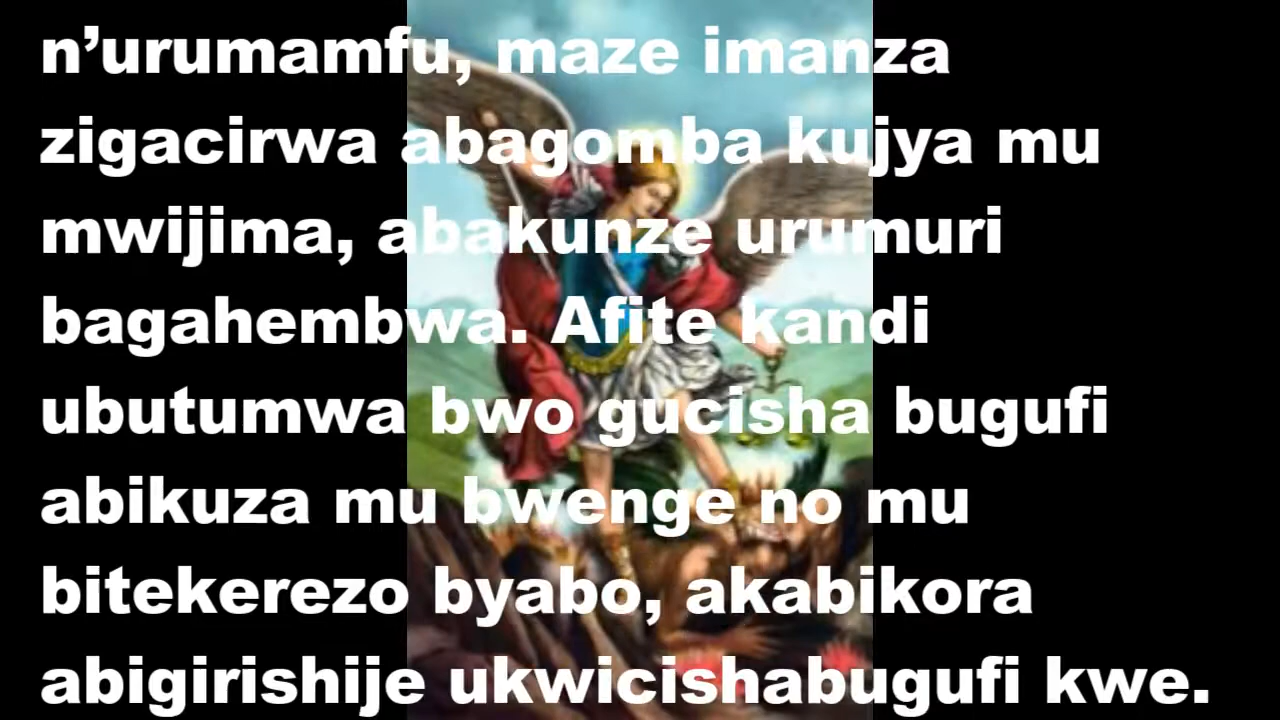 n’urumamfu, maze imanza
zigacirwa abagomba kujya mu
mwijima, abakunze urumuri
bagahembwa. Afite kandi
ubutumwa bwo gucisha bugufi
abikuza mu bwenge no mu
bitekerezo byabo, akabikora
abigirishije ukwicishabugufi kwe.